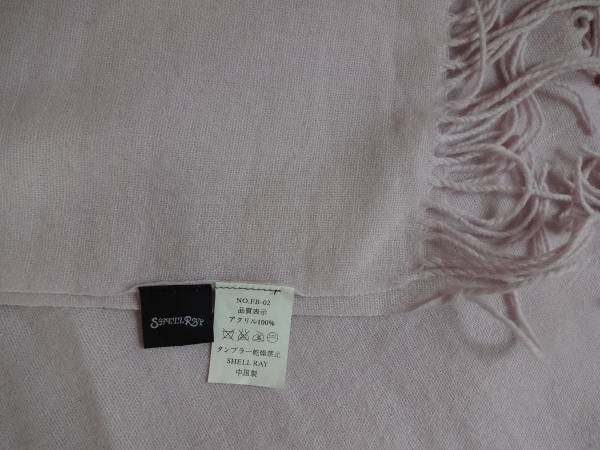 SHELL RAY
NO.FB-02
品質表示
アクリル100%
タンブラー乾燥禁止
SHELL RAY
中国製